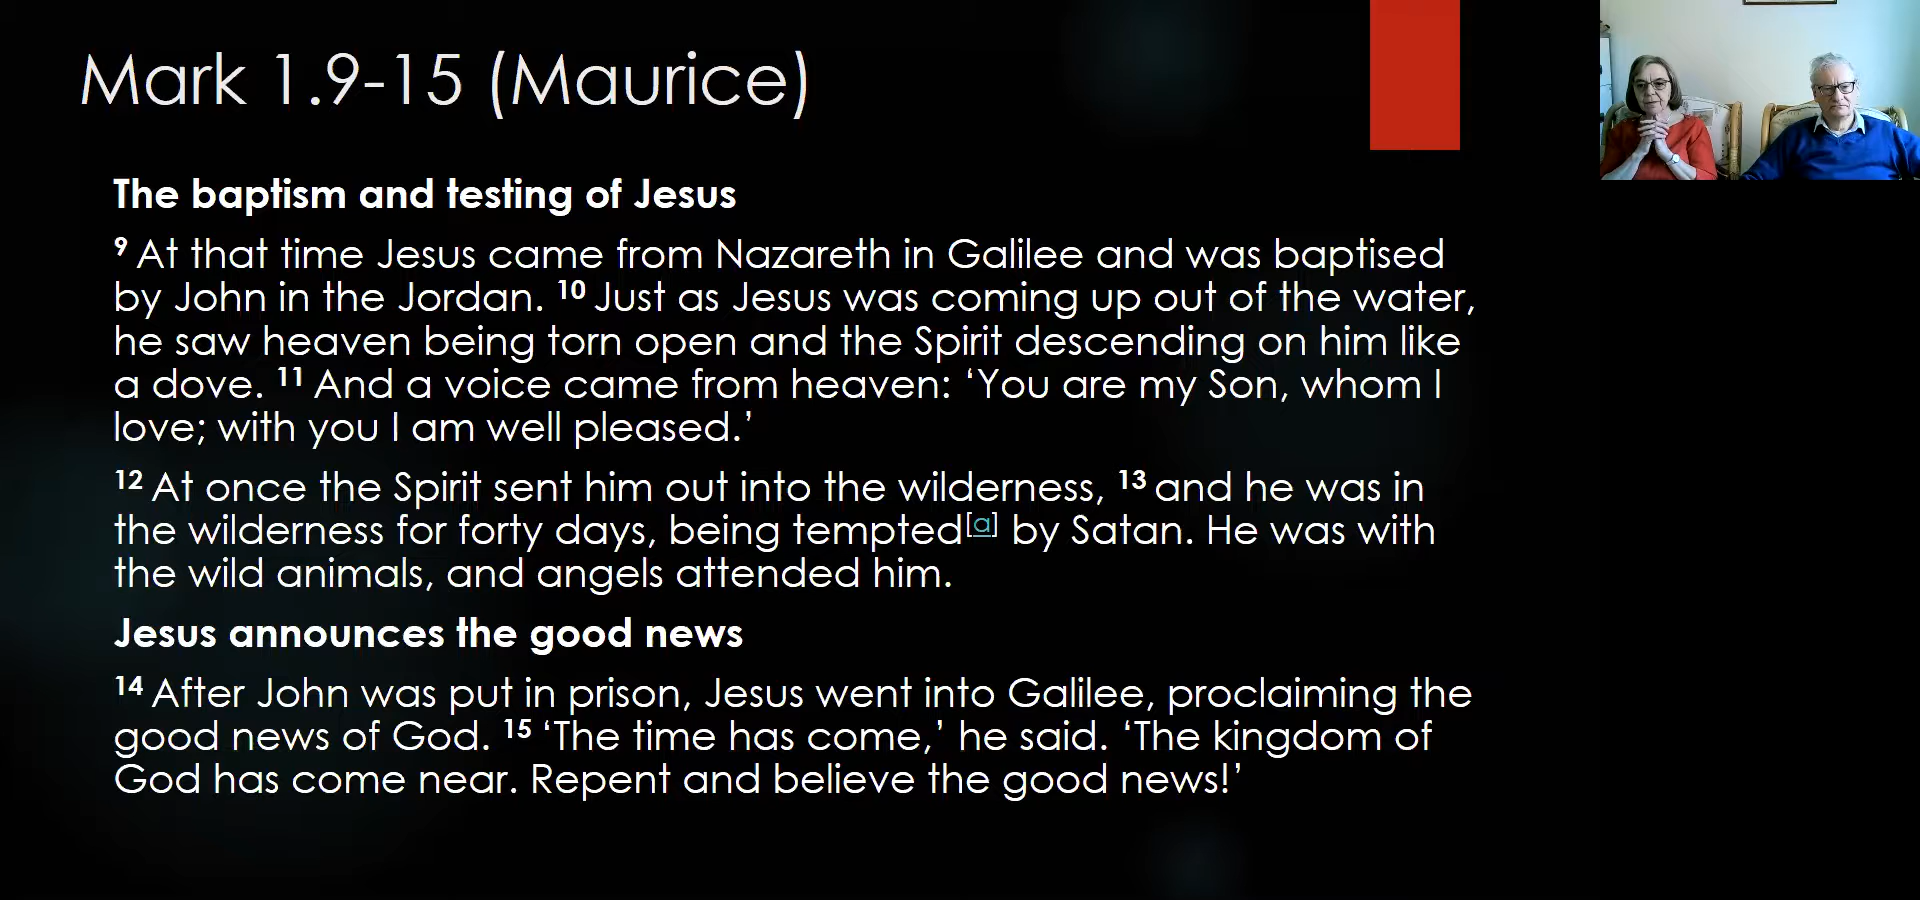 Mark 1.9-15 (Maurice)
The baptism and testing of Jesus
9 At that time Jesus came from Nazareth in Galilee and was baptised
by John in the Jordan. 10 Just as Jesus was coming up out of the water,
he saw heaven being torn open and the Spirit descending on him like
a dove. 11 And a voice came from heaven: ‘You are my Son, whom I
love; with you I am well pleased.’
12 At once the Spirit sent him out into the wilderness, 13 and he was in
the wilderness for forty days, being tempted[a] by Satan. He was with
the wild animals, and angels attended him.
Jesus announces the good news
14 After John was put in prison, Jesus went into Galilee, proclaiming the
good news of God. 15 ‘The time has come,’ he said. ‘The kingdom of
God has come near. Repent and believe the good news!’